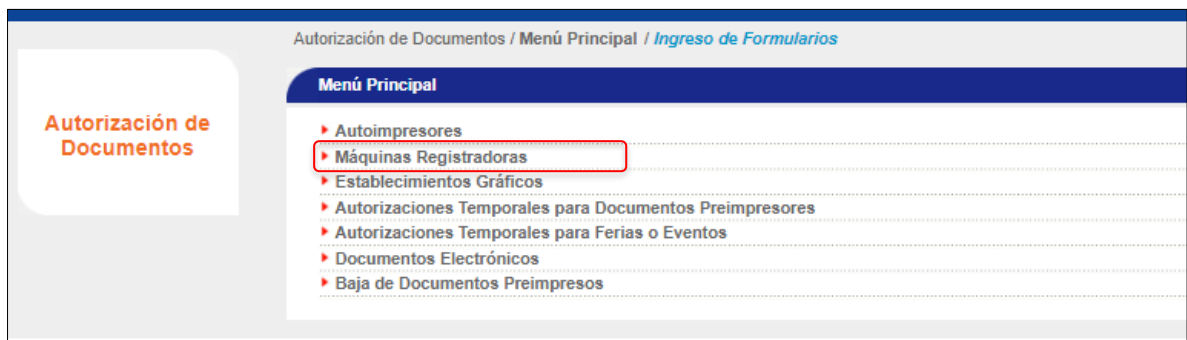 Autorización de Documentos / Menú Principal / Ingreso de Formularios
Menú Principal
Autorización de
Documentos
Autoimpresores
Máquinas Registradoras
Establecimientos Gráficos
Autorizaciones Temporales para Documentos Preimpresores
Autorizaciones Temporales para Ferias o Eventos
Documentos Electrónicos
Baja de Documentos Preimpresos